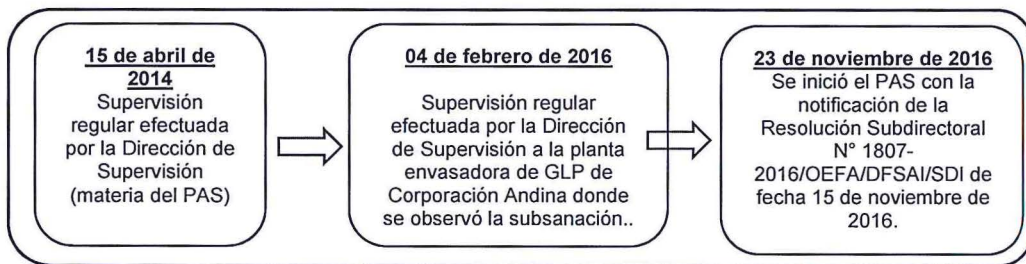 15 de abril de
2014
Supervisión
regular efectuada
por la Dirección de
Supervisión
(materia del PAS)
04 de febrero de 2016
Supervisión regular
efectuada por la Dirección
de Supervisión a la planta
envasadora de GLP de
Corporación Andina donde
se observó la subsanación..
23 de noviembre de 2016
Se inició el PAS con la
notificación de la
Resolución Subdirectoral
N° 1807-
2016/OEFA/DFSAI/SDI de
fecha 15 de noviembre de
2016.